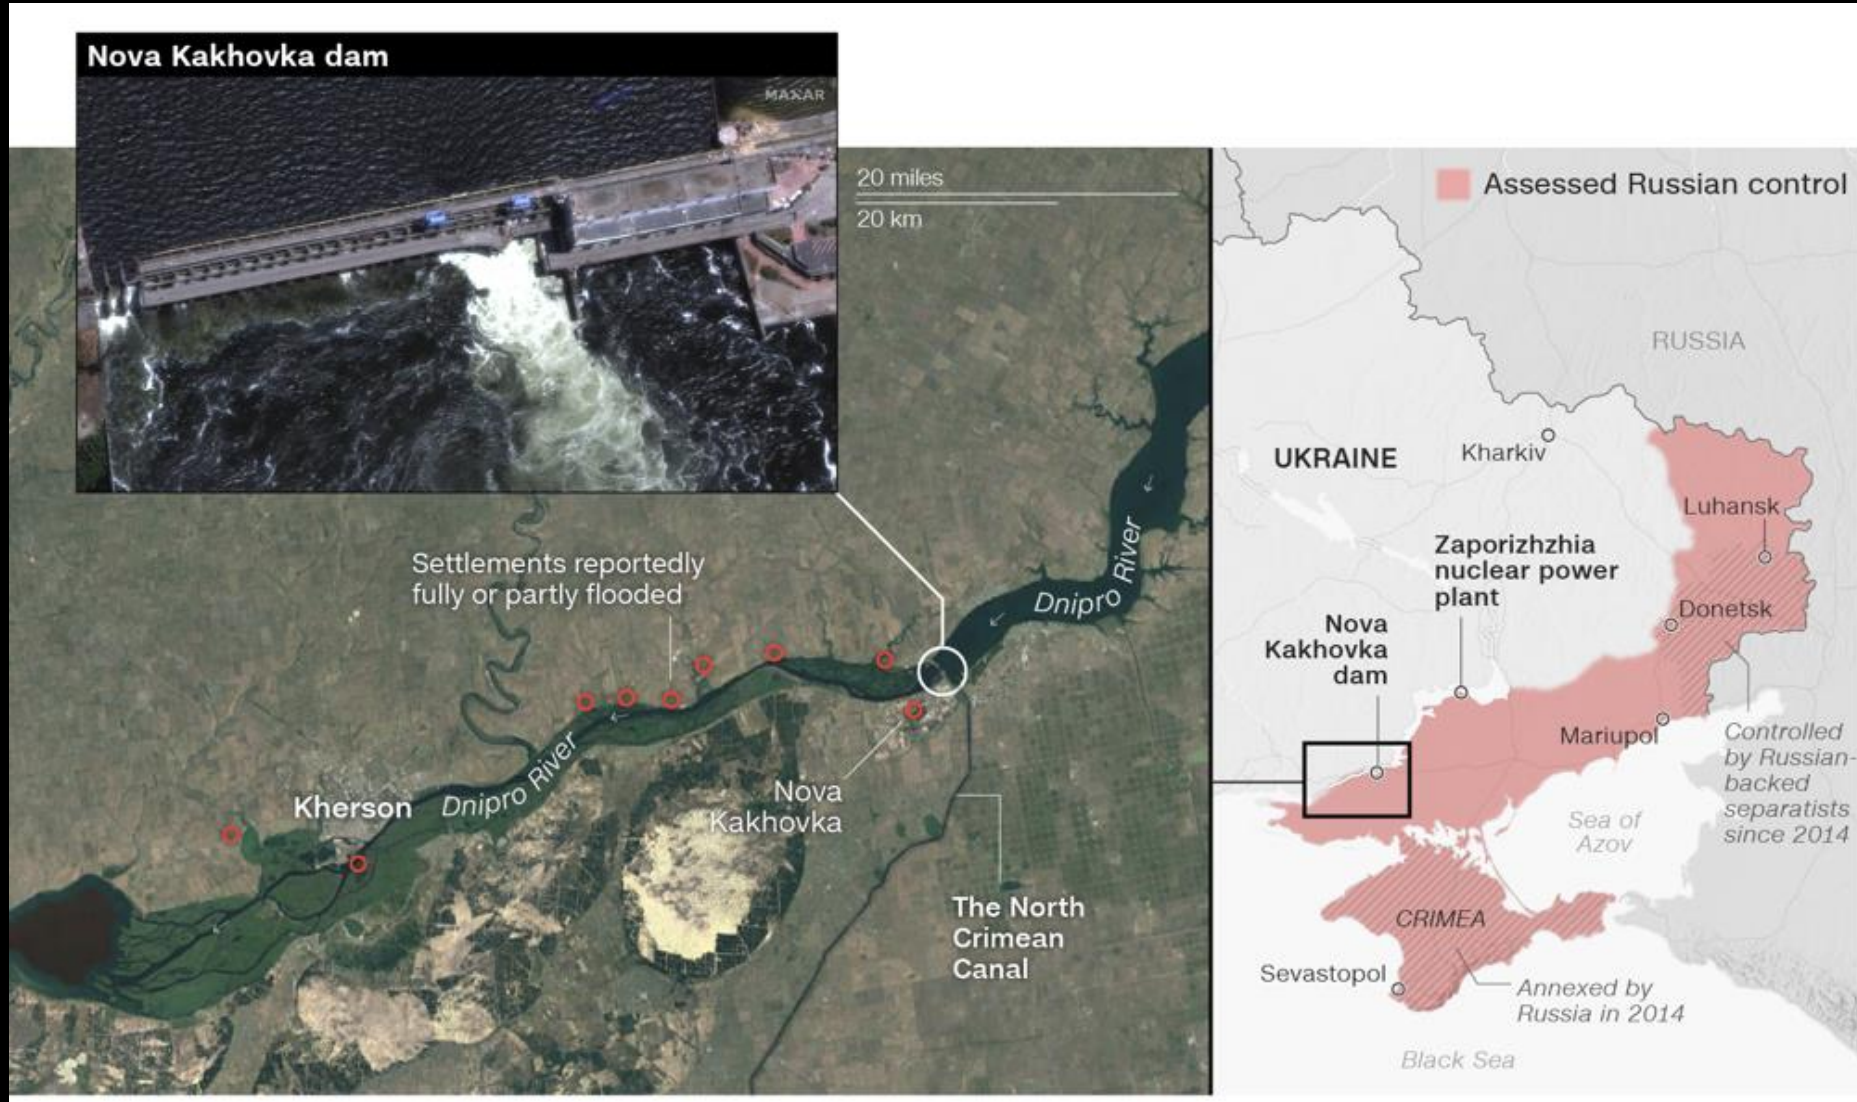 Nova Kakhovka dam
MAXAR
20 miles
20 km
Settlements reportedly
fully or partly flooded
Dnipro River
Dnipro River
Kherson
Nova
Kakhovka
The North
Crimean
Canal
Assessed Russian control
RUSSIA
UKRAINE
Kharkiv
Luhansk
Zaporizhzhia
nuclear power
plant
Donetsk
Nova
Kakhovka
dam
Mariupol
Controlled
by Russian-
backed
separatists
since 2014
Sea of
Azov
CRIMEA
Sevastopol
Annexed by
Russia in 2014
Black Sea